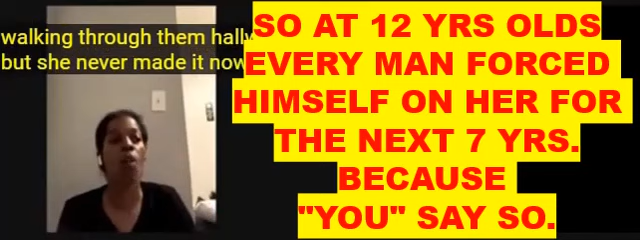 walking through them hally
but she never made it now
SO AT 12 YRS OLDS
EVERY MAN FORCED
HIMSELF ON HER FOR
THE NEXT 7 YRS.
BECAUSE
"YOU" SAY SO.